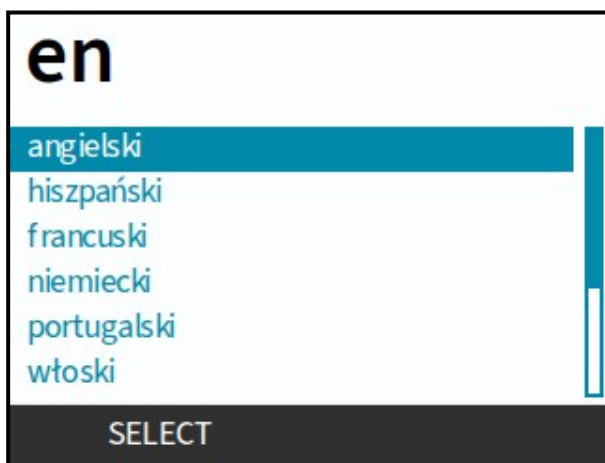 en
angielski
hiszpański
francuski
niemiecki
portugalski
włoski
SELECT